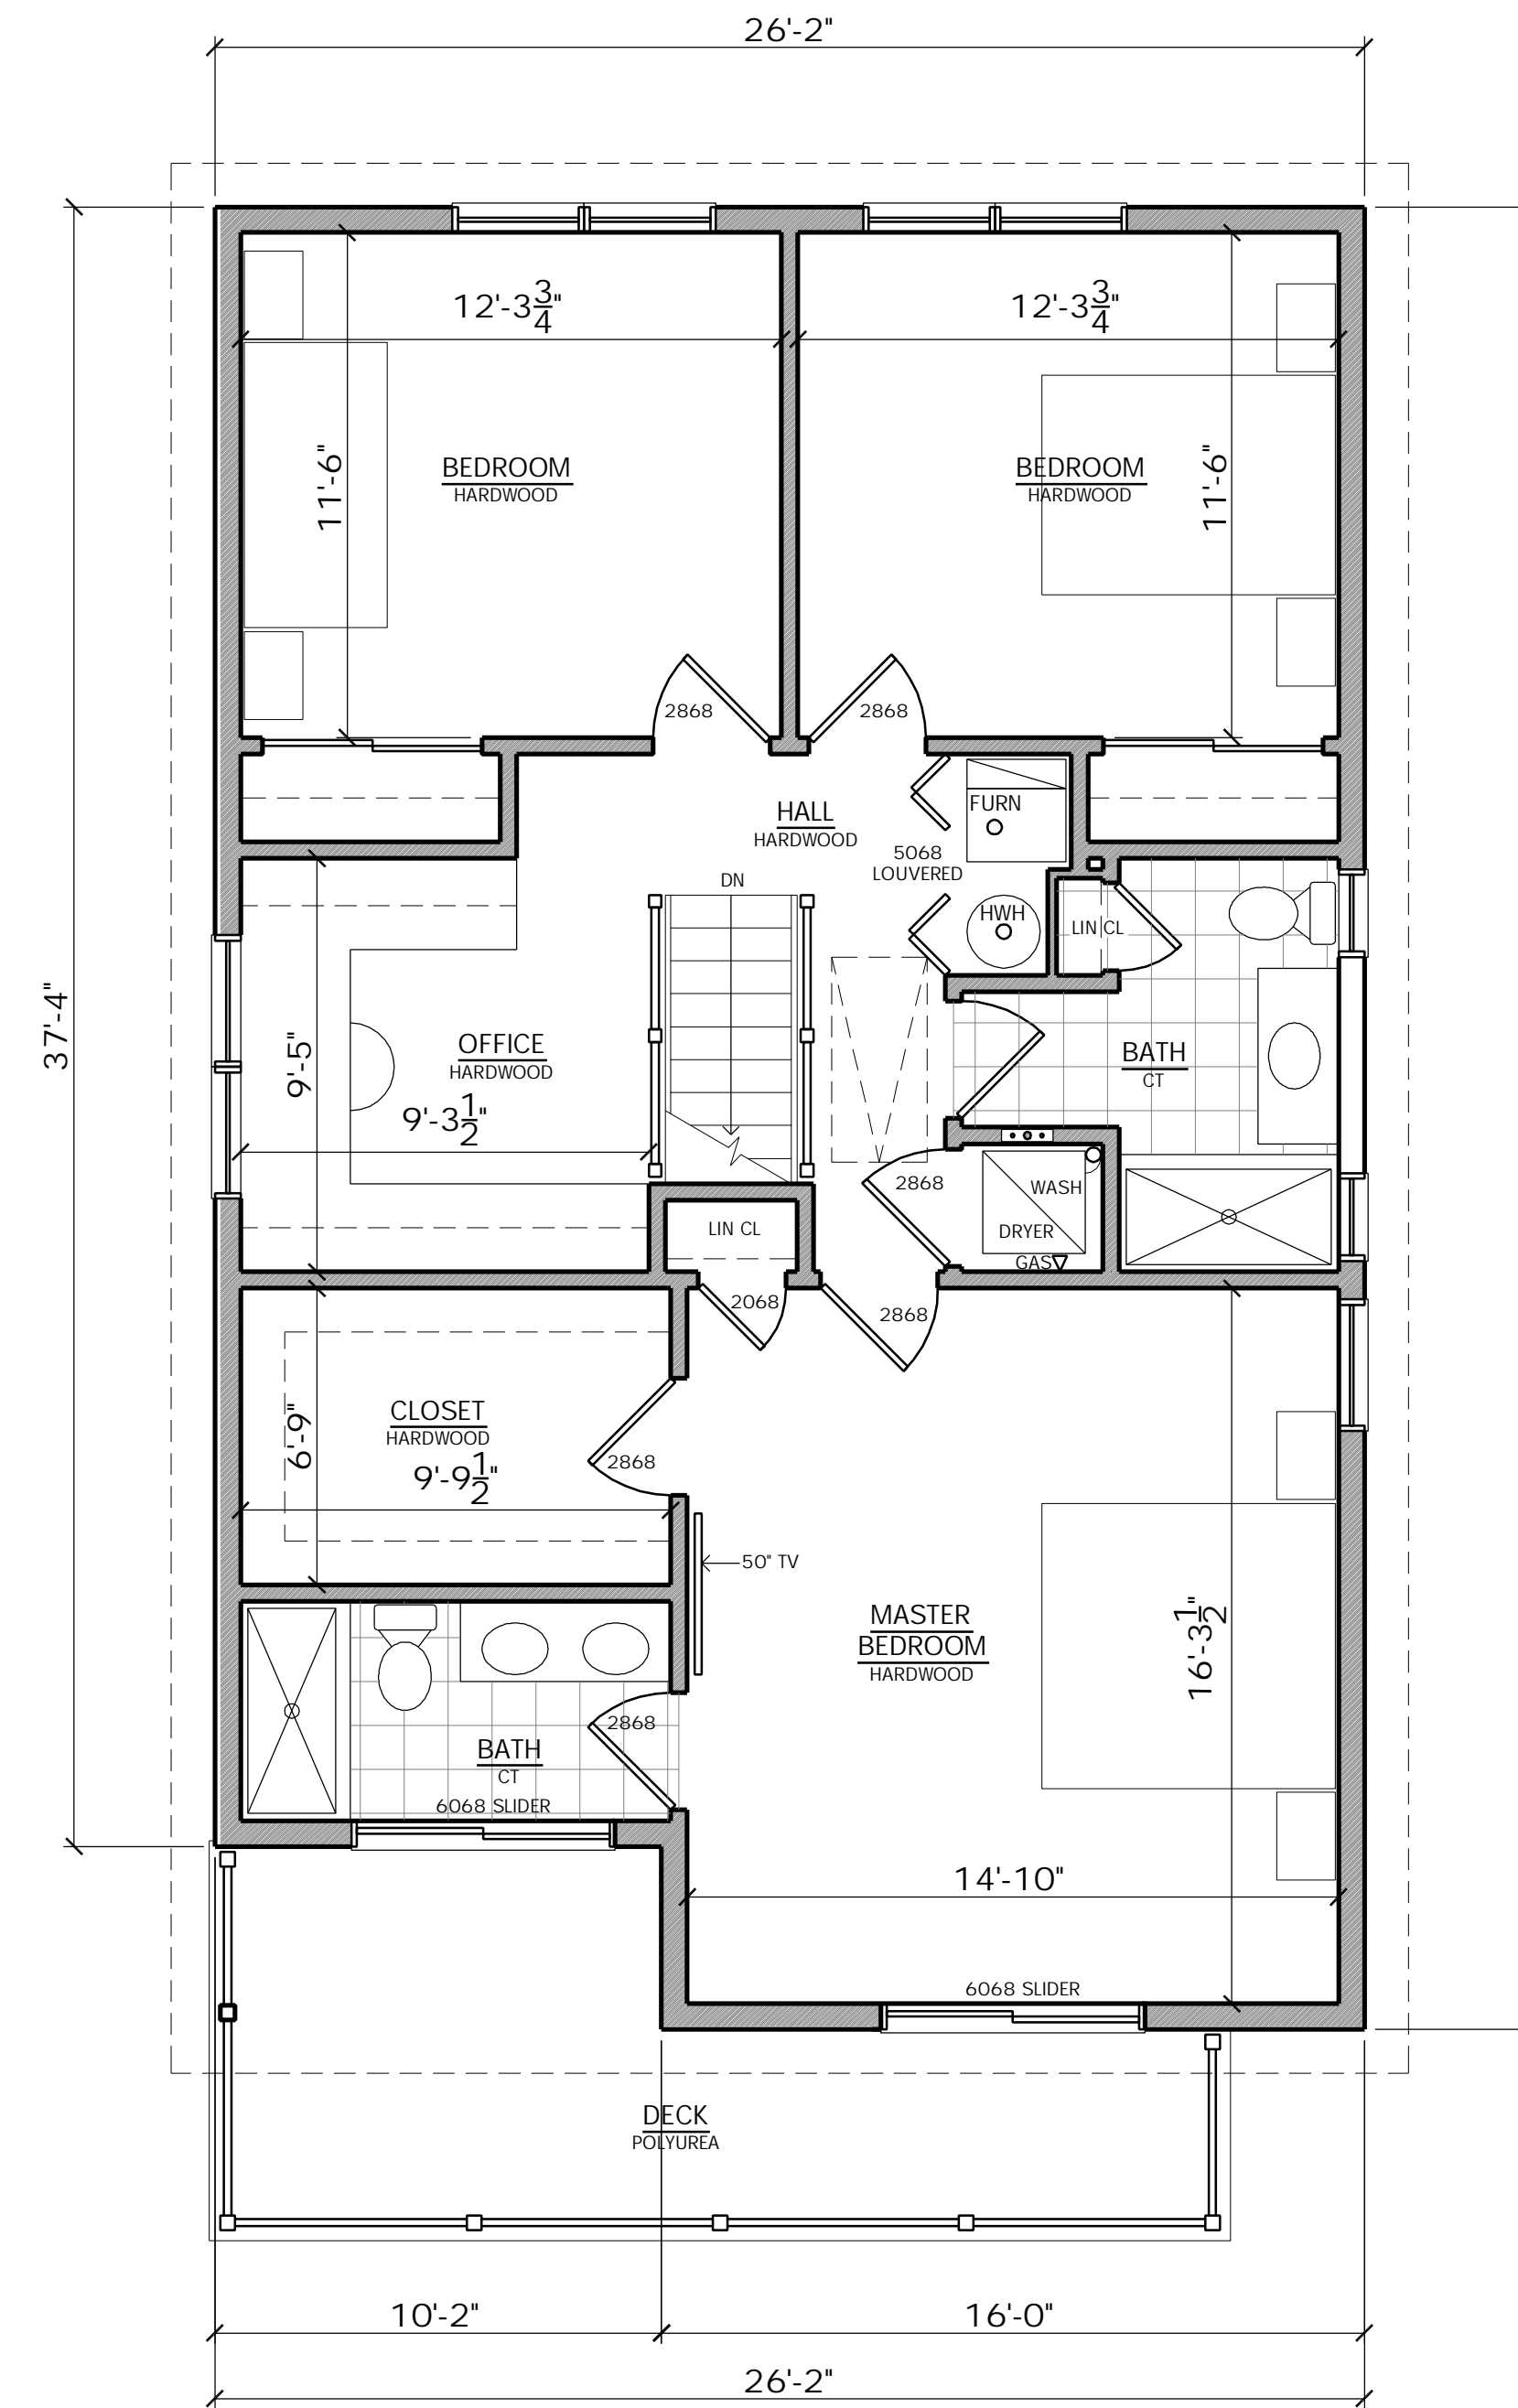 26'-2"
12'-3 3/4"
12'-3 3/4"
11'-6"
BEDROOM
HARDWOOD
BEDROOM
HARDWOOD
11'-6"
2868
2868
HALL
HARDWOOD
FURN
5068
LOUVERED
DN
HWH
LIN CL
37'-4"
9'-5"
OFFICE
HARDWOOD
9'-3 1/2"
BATH
CT
2868
WASH
DRYER
GAS
LIN CL
2068
2868
CLOSET
HARDWOOD
6'-9"
9'-9 1/2"
2868
50" TV
MASTER
BEDROOM
HARDWOOD
16'-3 1/2"
2868
BATH
CT
6068 SLIDER
14'-10"
6068 SLIDER
DECK
POLYUREA
10'-2"
16'-0"
26'-2"